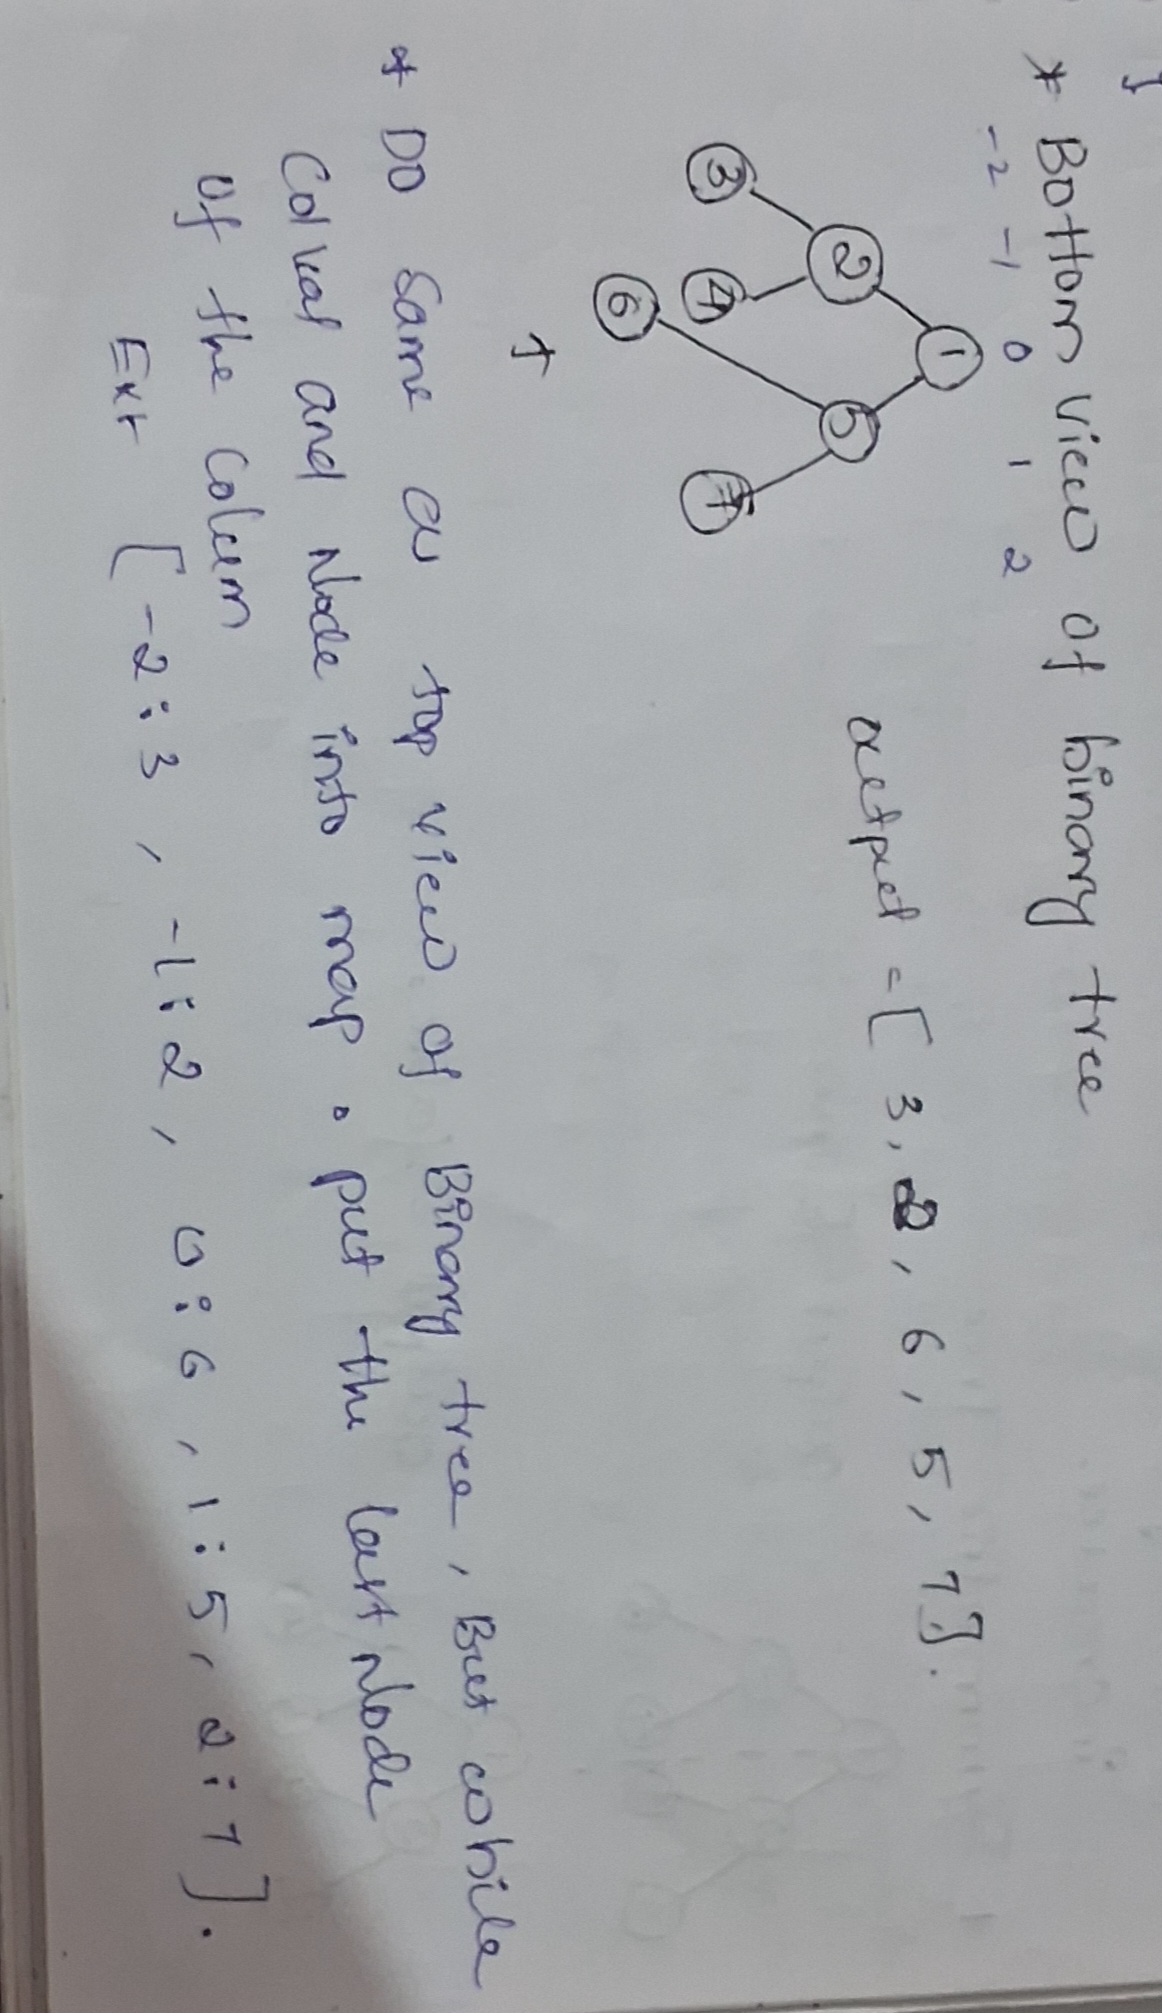 * Bottom view of binary tree
-2 -1 0 1 2
1
2 5
3 4 7
6
output = [ 3, 2, 6, 5, 7].
* Do Same as top view of Binary tree, But while
Col val and Node into map. put the last Node
of the Colum
Ex+ [-2:3, -1:2, 0:6, 1:5, 2:7].